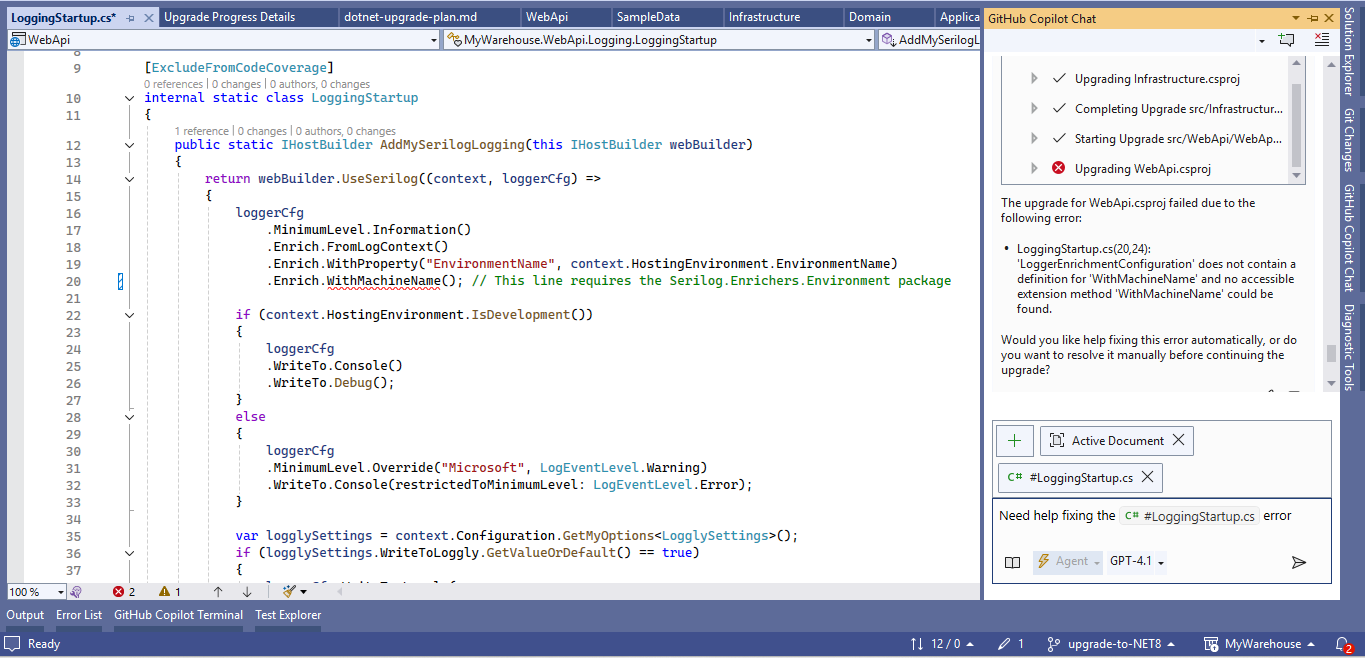 LoggingStartup.cs*
Upgrade Progress Details
dotnet-upgrade-plan.md
WebApi
SampleData
Infrastructure
Domain
Applica
WebApi
MyWarehouse.WebApi.Logging.LoggingStartup
AddMySerilogL
8
9 [ExcludeFromCodeCoverage]
0 references | 0 changes | 0 authors, 0 changes
10 internal static class LoggingStartup
11 {
1 reference | 0 changes | 0 authors, 0 changes
12 public static IHostBuilder AddMySerilogLogging(this IHostBuilder webBuilder)
13 {
14 return webBuilder.UseSerilog((context, loggerCfg) =>
15 {
16 loggerCfg
17 .MinimumLevel.Information()
18 .Enrich.FromLogContext()
19 .Enrich.WithProperty("EnvironmentName", context.HostingEnvironment.EnvironmentName)
20 .Enrich.WithMachineName(); // This line requires the Serilog.Enrichers.Environment package
21
22 if (context.HostingEnvironment.IsDevelopment())
23 {
24 loggerCfg
25 .WriteTo.Console()
26 .WriteTo.Debug();
27 }
28 else
29 {
30 loggerCfg
31 .MinimumLevel.Override("Microsoft", LogEventLevel.Warning)
32 .WriteTo.Console(restrictedToMinimumLevel: LogEventLevel.Error);
33 }
34
35 var logglySettings = context.Configuration.GetMyOptions<LogglySettings>();
36 if (logglySettings.WriteToLoggly.GetValueOrDefault() == true)
37 {
100 %
2
1
GitHub Copilot Chat
Upgrading Infrastructure.csproj
Completing Upgrade src/Infrastructur...
Starting Upgrade src/WebApi/WebAp...
Upgrading WebApi.csproj
The upgrade for WebApi.csproj failed due to the
following error:
• LoggingStartup.cs(20,24):
'LoggerEnrichmentConfiguration' does not contain a
definition for 'WithMachineName' and no accessible
extension method 'WithMachineName' could be
found.
Would you like help fixing this error automatically, or do
you want to resolve it manually before continuing the
upgrade?
Active Document
C# #LoggingStartup.cs
Need help fixing the C# #LoggingStartup.cs error
Agent
GPT-4.1
Solution Explorer
Git Changes
GitHub Copilot Chat
Diagnostic Tools
Output
Error List
GitHub Copilot Terminal
Test Explorer
Ready
12 / 0
1
upgrade-to-NET8
MyWarehouse
2